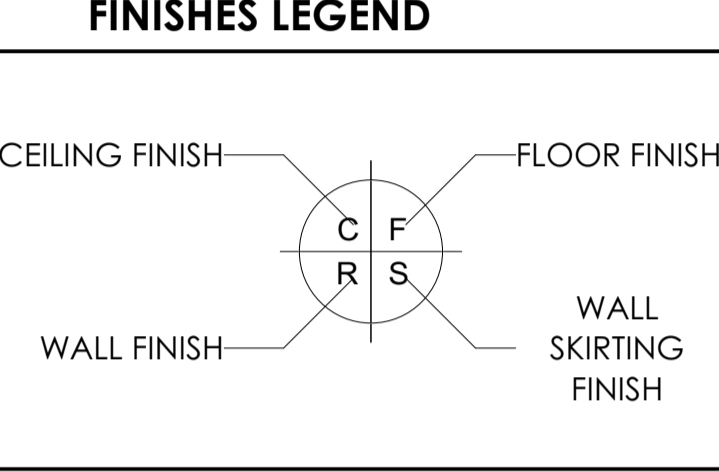 FINISHES LEGEND
CEILING FINISH
FLOOR FINISH
C F
R S
WALL FINISH
WALL
SKIRTING
FINISH